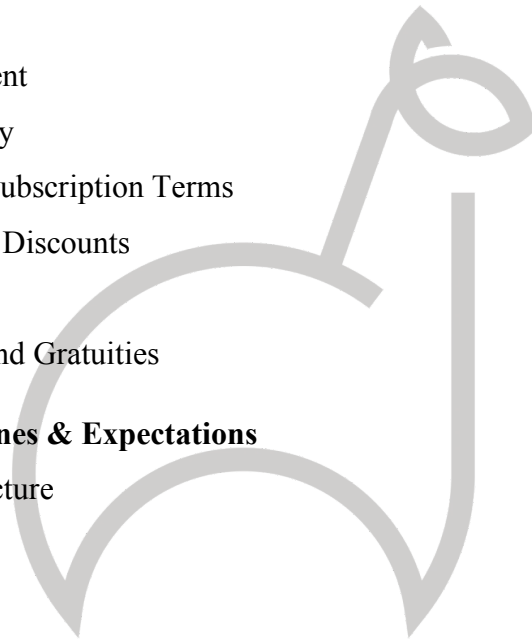 ent
y
ubscription Terms
Discounts
nd Gratuities
nes & Expectations
cture